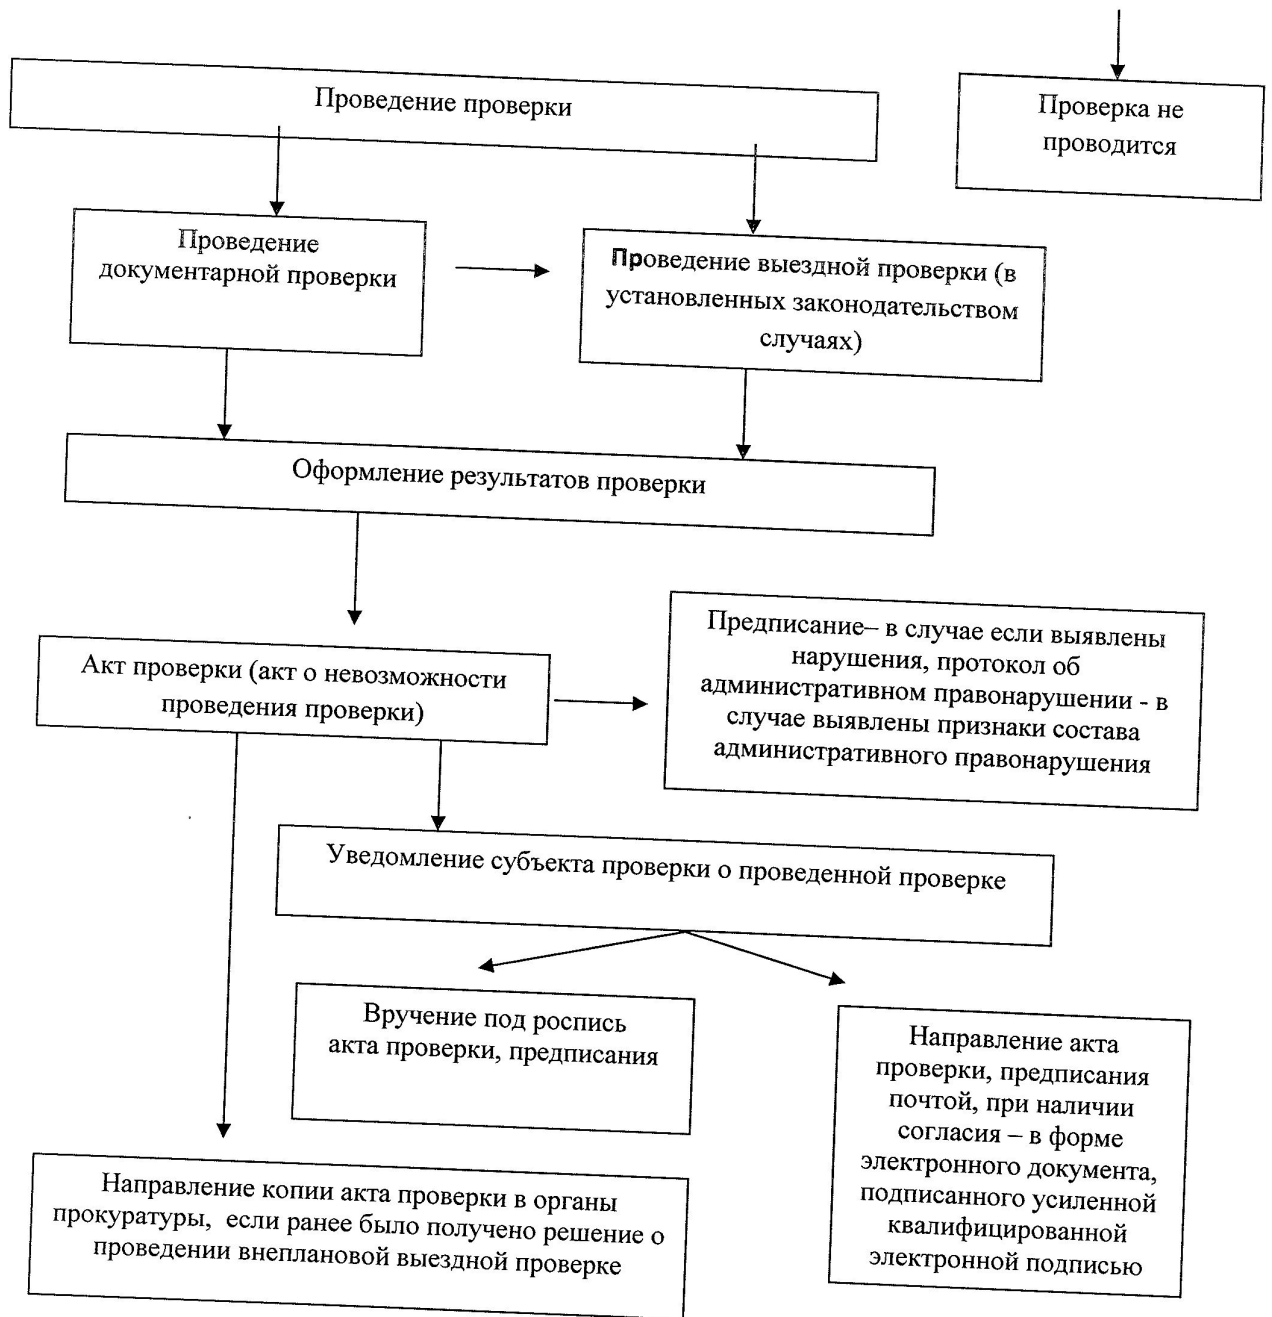 Проведение проверки
Проверка не
проводится
Проведение
документарной проверки
Проведение выездной проверки (в
установленных законодательством
случаях)
Оформление результатов проверки
Предписание– в случае если выявлены
нарушения, протокол об
административном правонарушении - в
случае выявлены признаки состава
административного правонарушения
Акт проверки (акт о невозможности
проведения проверки)
Уведомление субъекта проверки о проведенной проверке
Вручение под роспись
акта проверки, предписания
Направление акта
проверки, предписания
почтой, при наличии
согласия – в форме
электронного документа,
подписанного усиленной
квалифицированной
электронной подписью
Направление копии акта проверки в органы
прокуратуры, если ранее было получено решение о
проведении внеплановой выездной проверке